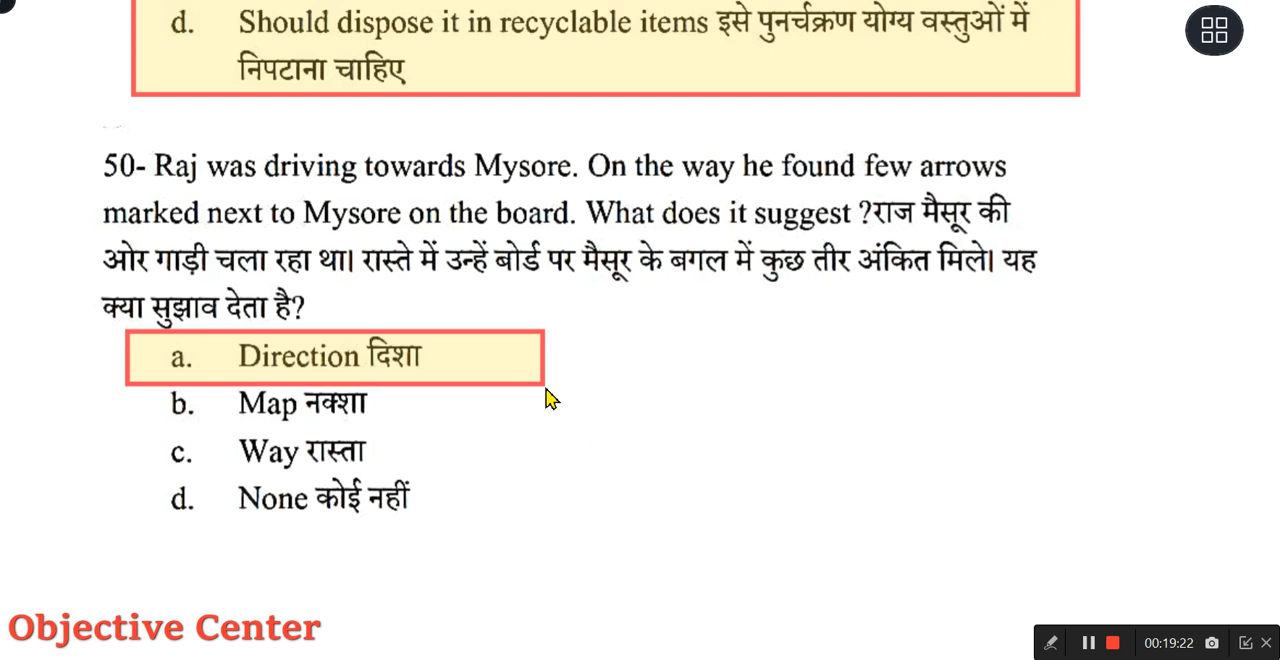 d. Should dispose it in recyclable items इसे पुनर्चक्रण योग्य वस्तुओं में
निपटाना चाहिए
50- Raj was driving towards Mysore. On the way he found few arrows
marked next to Mysore on the board. What does it suggest ?राज मैसूर की
ओर गाड़ी चला रहा था। रास्ते में उन्हें बोर्ड पर मैसूर के बगल में कुछ तीर अंकित मिले। यह
क्या सुझाव देता है?
a. Direction दिशा
b. Map नक्शा
c. Way रास्ता
d. None कोई नहीं
Objective Center
00:19:22